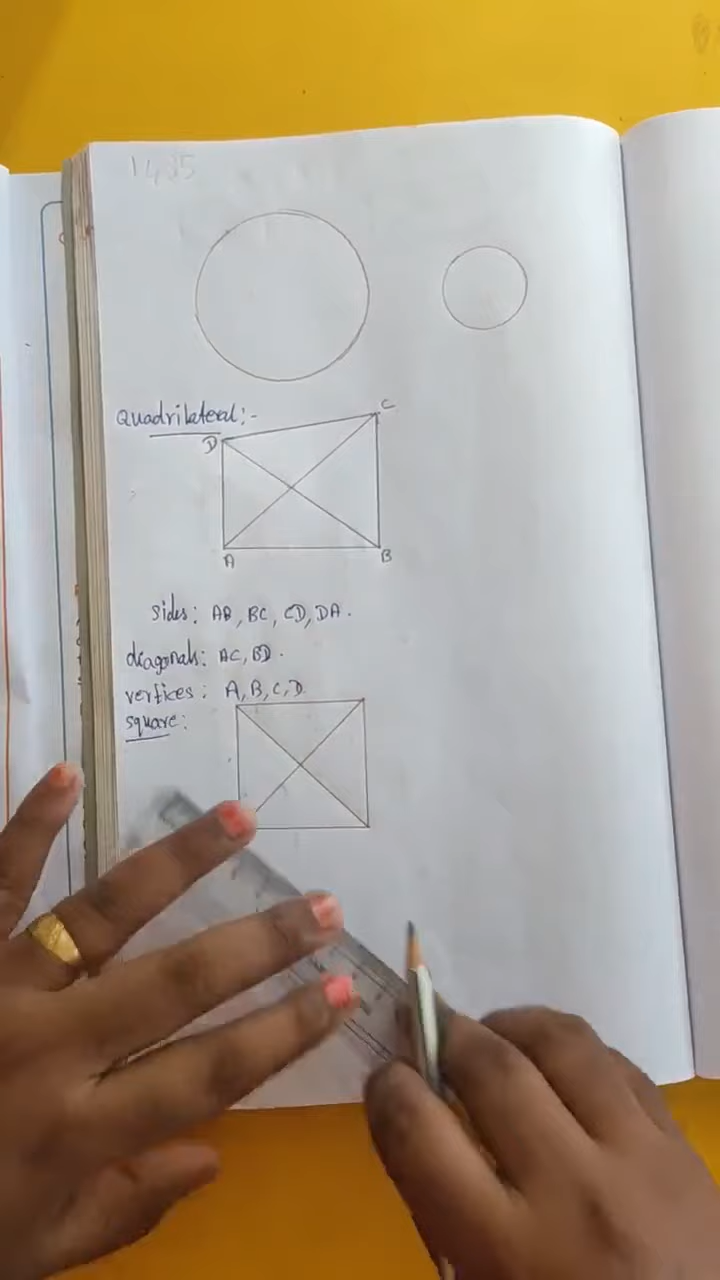 1435
Quadrilateral:-
C
D
A
B
Sides: AB, BC, CD, DA.
diagonals: AC, BD.
vertices: A, B, C, D.
square: